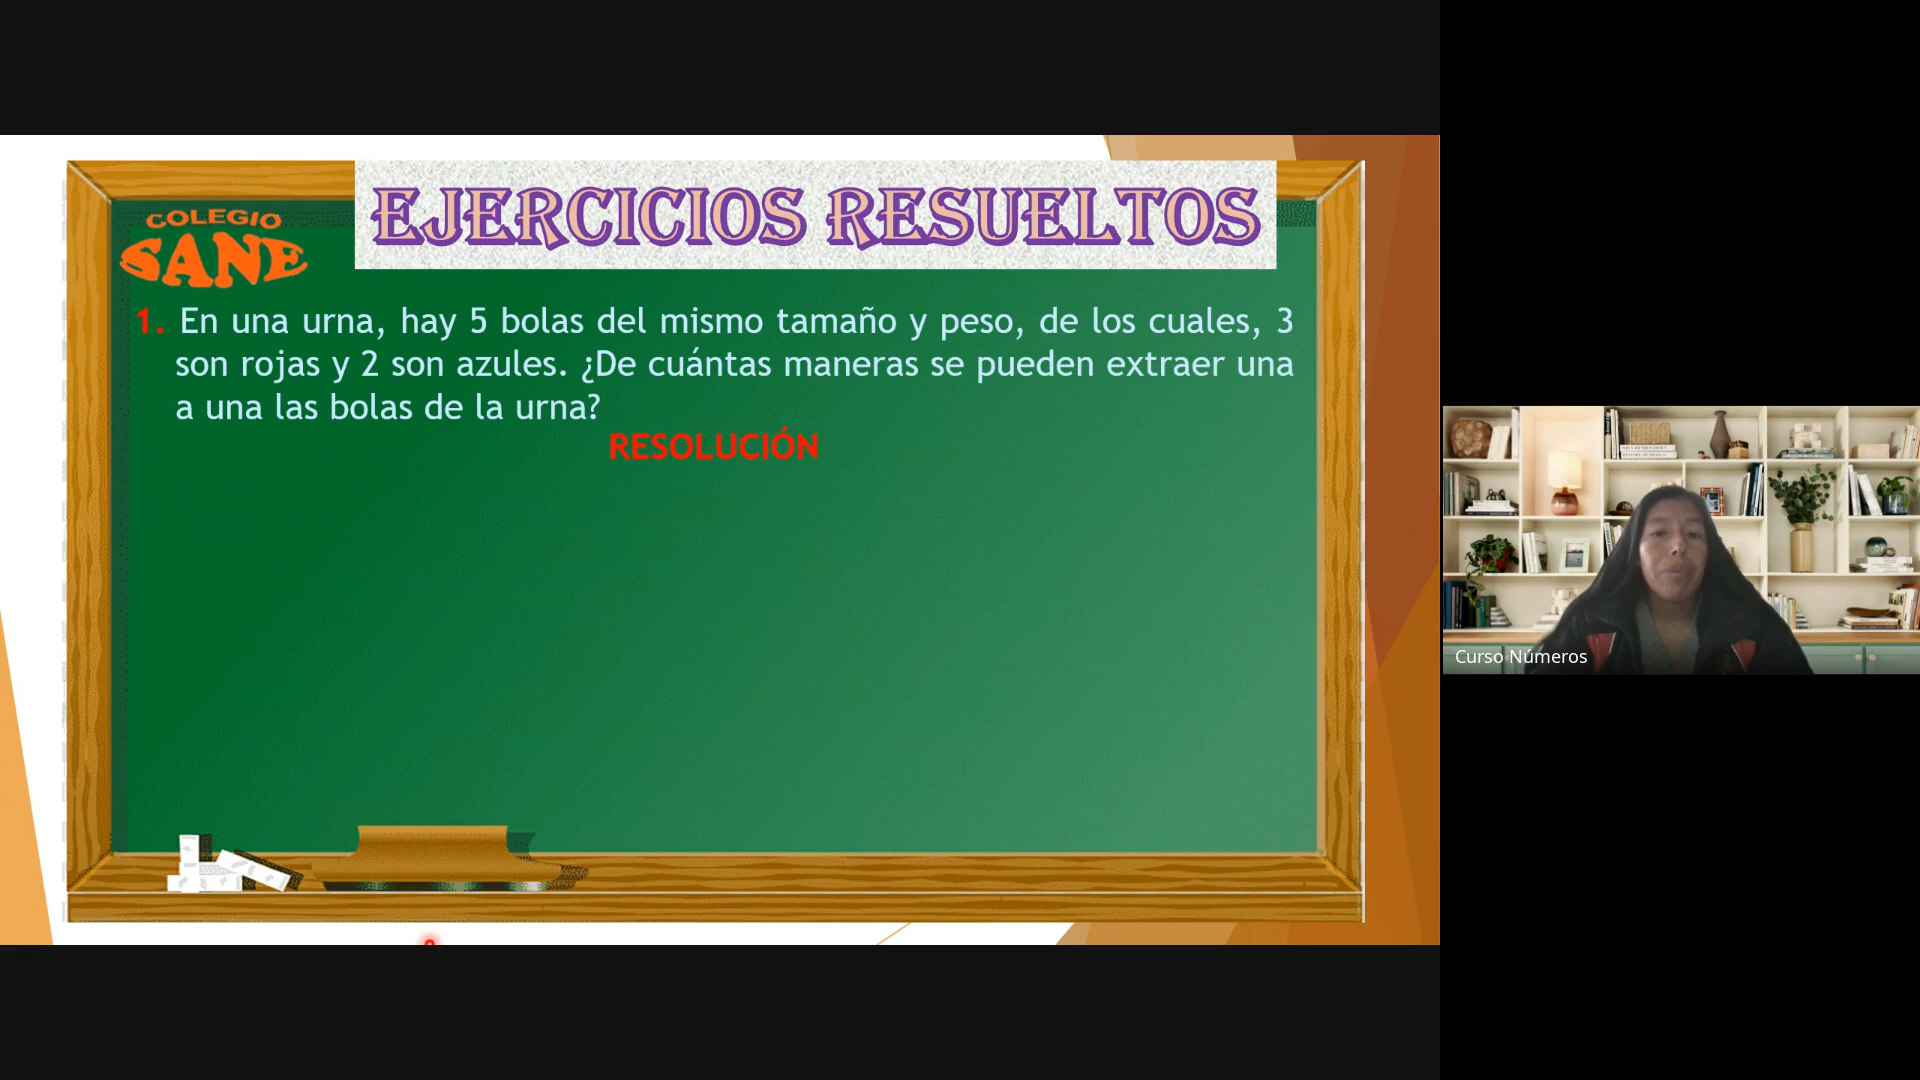 EJERCICIOS RESUELTOS
COLEGIO
SANE
1. En una urna, hay 5 bolas del mismo tamaño y peso, de los cuales, 3
son rojas y 2 son azules. ¿De cuántas maneras se pueden extraer una
a una las bolas de la urna?
RESOLUCIÓN
Curso Números